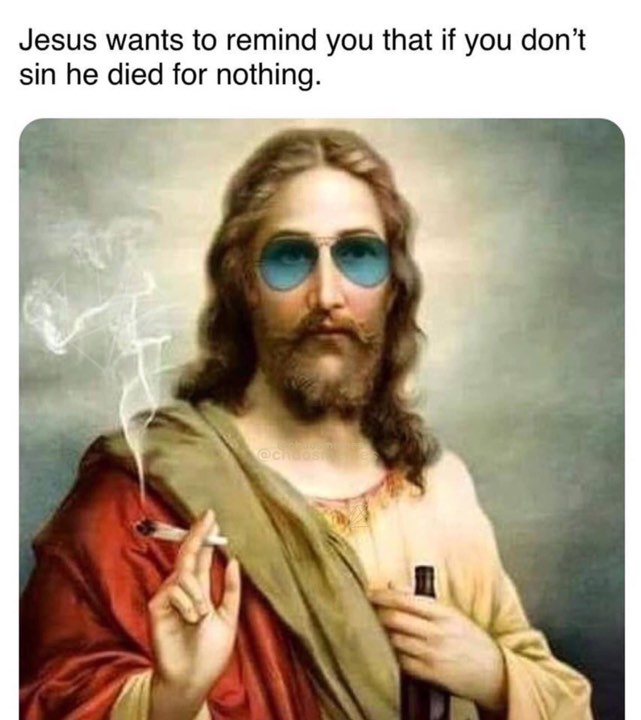 Jesus wants to remind you that if you don’t
sin he died for nothing.